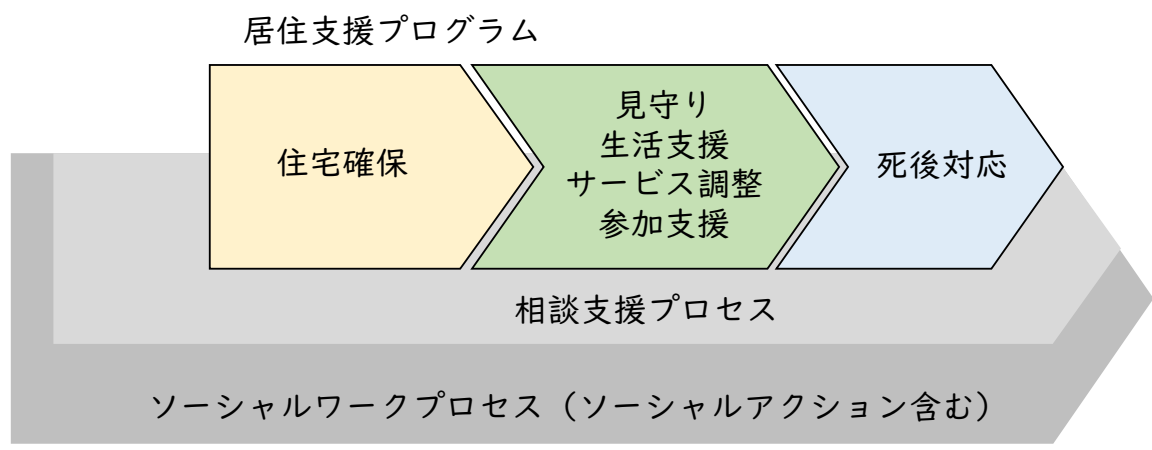 居住支援プログラム
住宅確保
見守り
生活支援
サービス調整
参加支援
死後対応
相談支援プロセス
ソーシャルワークプロセス（ソーシャルアクション含む）